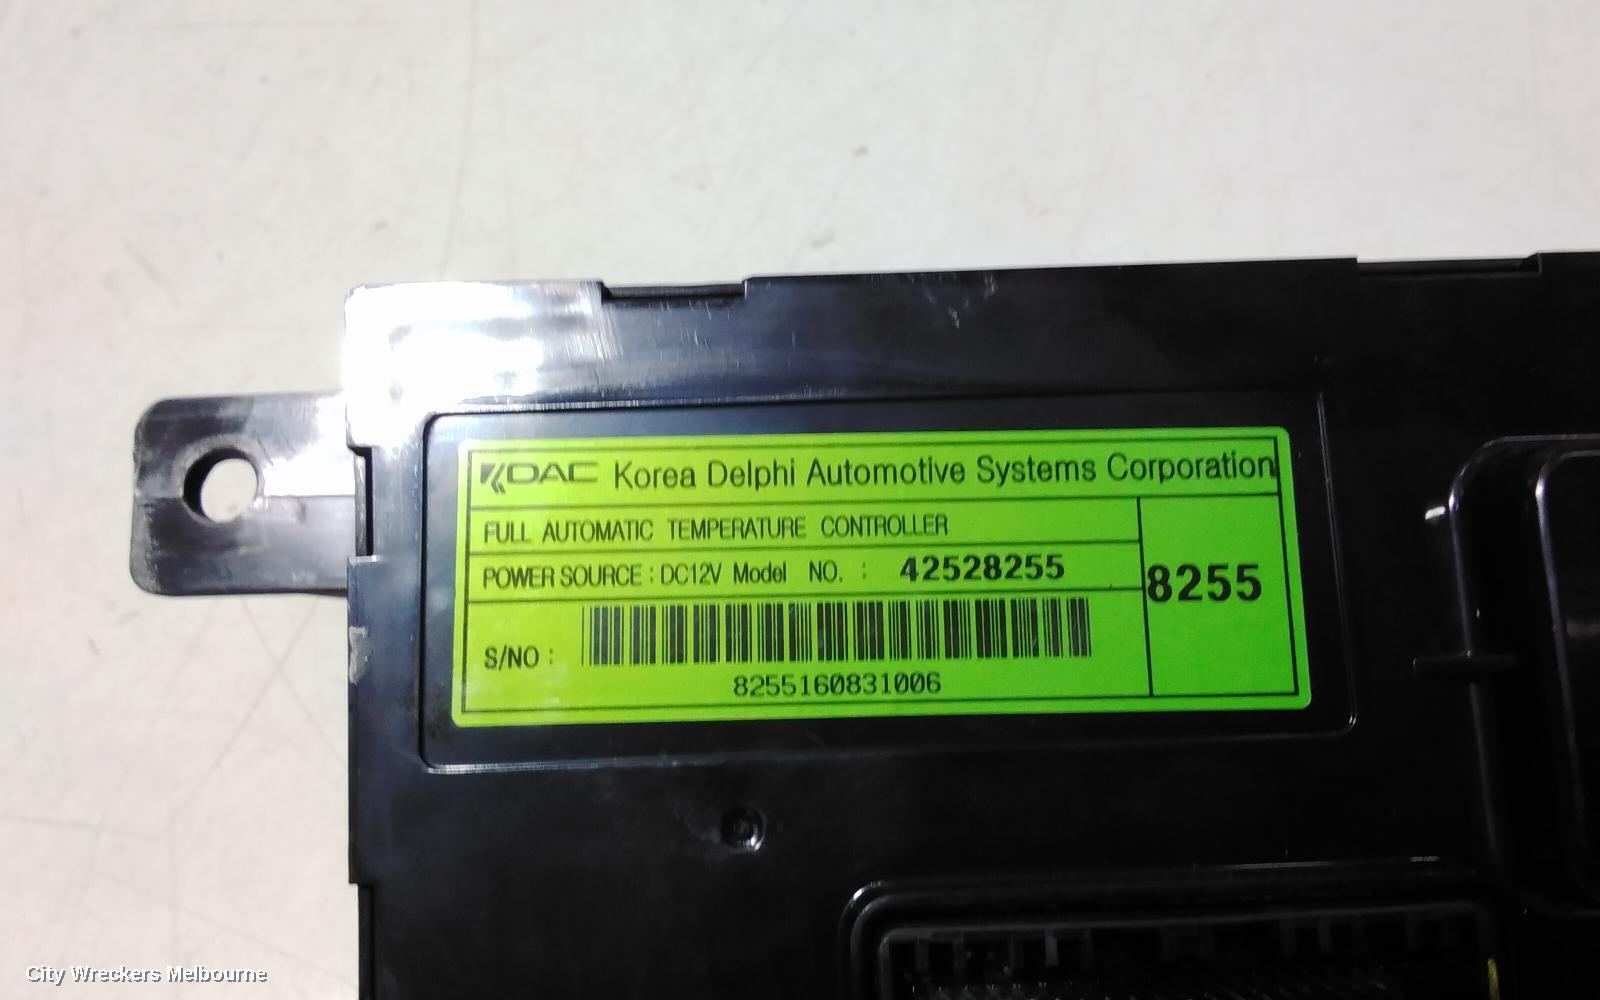 KDAC Korea Delphi Automotive Systems Corporation
FULL AUTOMATIC TEMPERATURE CONTROLLER
POWER SOURCE : DC12V Model NO. : 42528255
8255
S/NO :
8255160831006
City Wreckers Melbourne